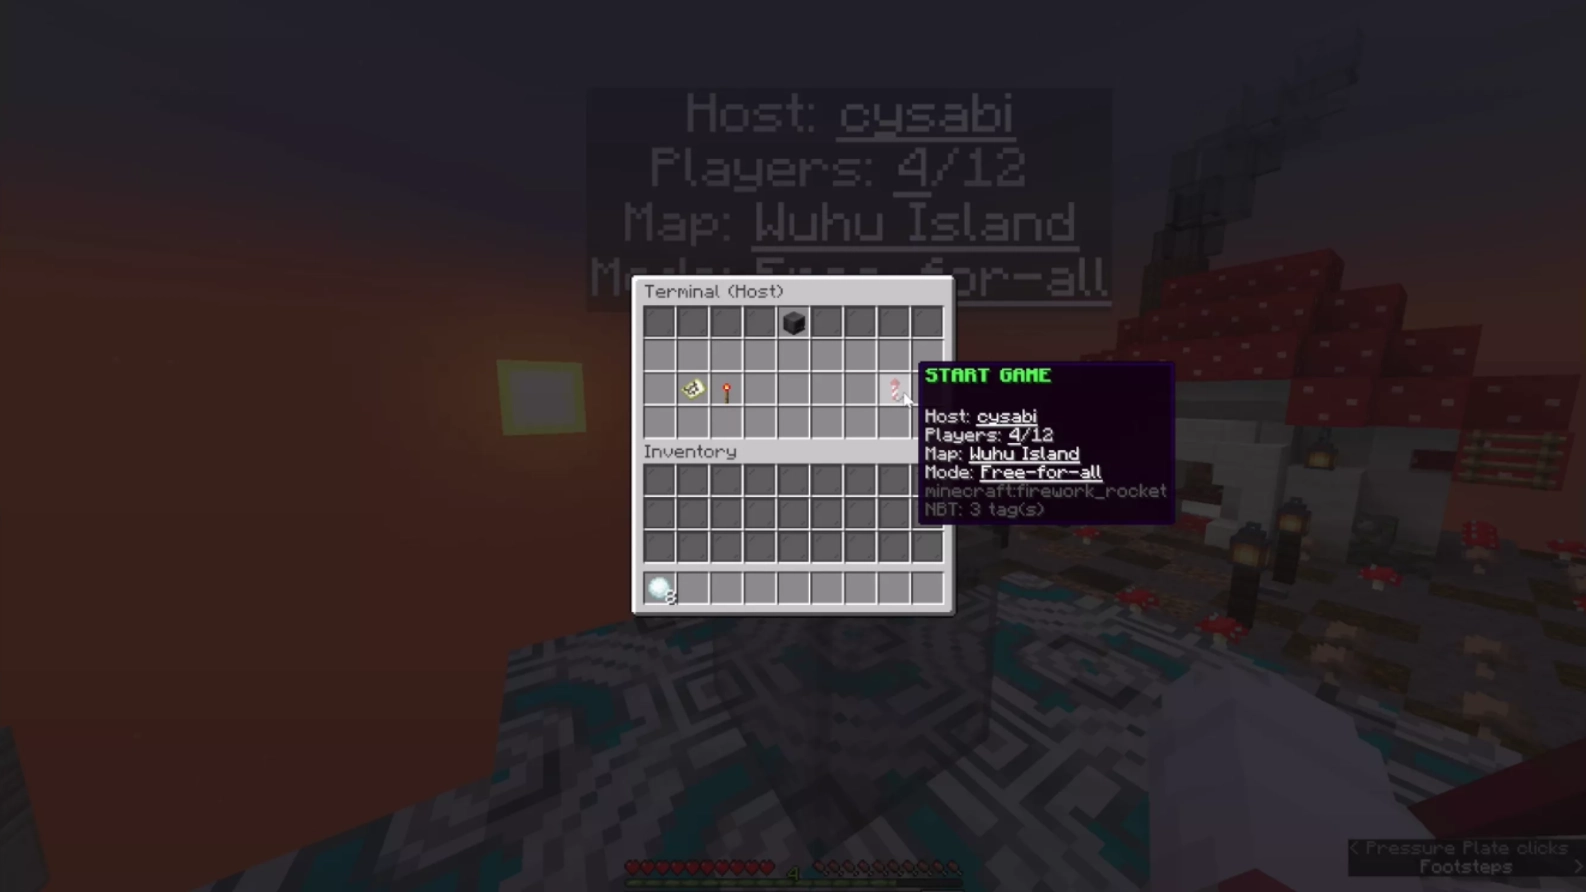 Host: cysabi
Players: 4/12
Map: Wuhu Island
Mode: Free-for-all
Terminal (Host)
START GAME
Host: cysabi
Players: 4/12
Map: Wuhu Island
Mode: Free-for-all
minecraft:firework_rocket
NBT: 3 tag(s)
Inventory
8
4
< Pressure Plate clicks
Footsteps >